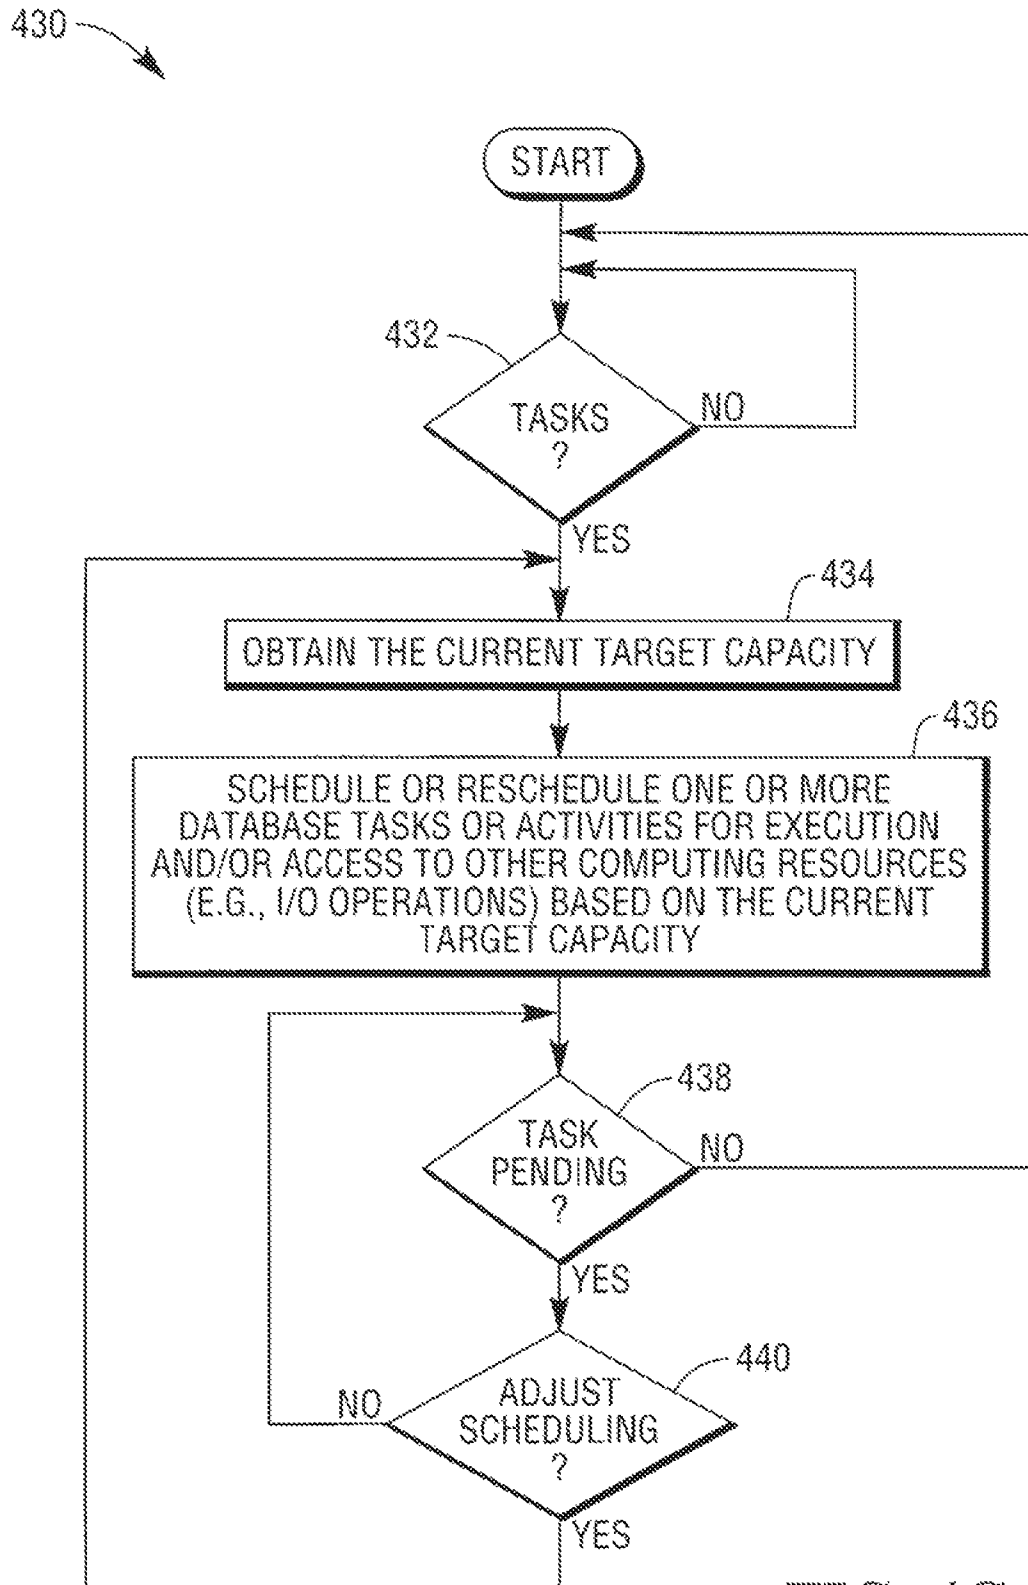 430
START
432
TASKS
?
NO
YES
434
OBTAIN THE CURRENT TARGET CAPACITY
436
SCHEDULE OR RESCHEDULE ONE OR MORE
DATABASE TASKS OR ACTIVITIES FOR EXECUTION
AND/OR ACCESS TO OTHER COMPUTING RESOURCES
(E.G., I/O OPERATIONS) BASED ON THE CURRENT
TARGET CAPACITY
438
TASK
PENDING
?
NO
YES
440
ADJUST
SCHEDULING
?
NO
YES